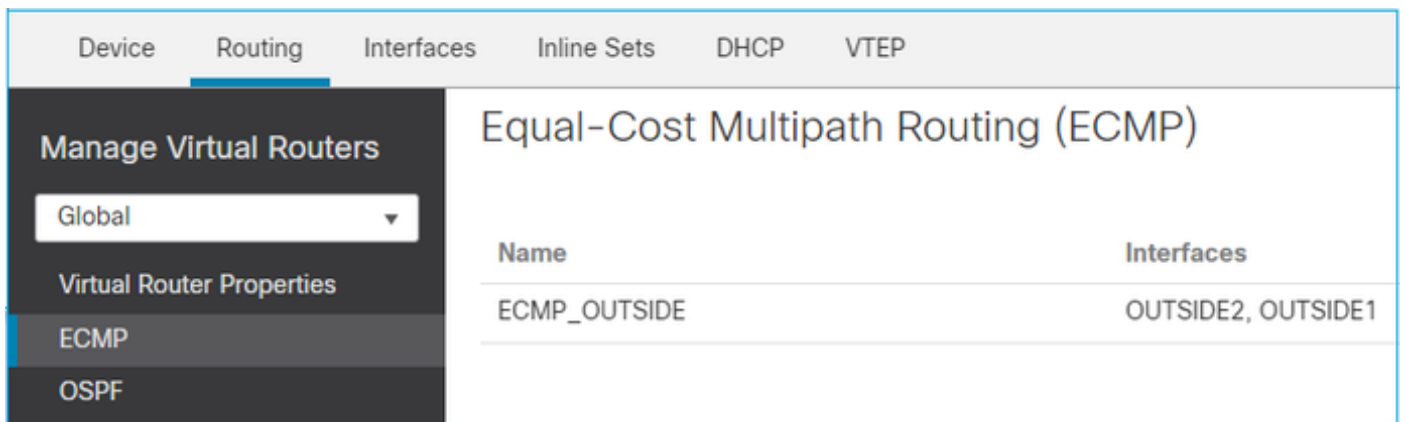 Device Routing Interfaces Inline Sets DHCP VTEP
Manage Virtual Routers
Global
Virtual Router Properties
ECMP
OSPF
Equal-Cost Multipath Routing (ECMP)
Name Interfaces
ECMP_OUTSIDE OUTSIDE2, OUTSIDE1